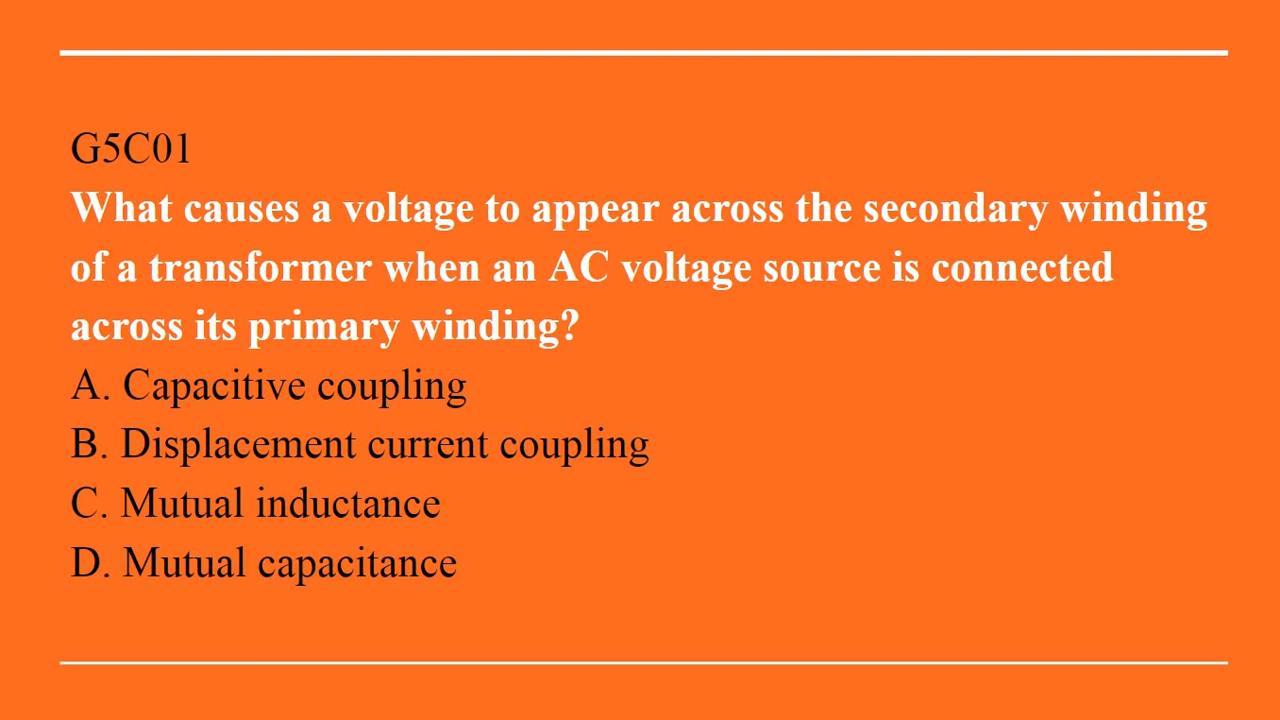 G5C01
What causes a voltage to appear across the secondary winding
of a transformer when an AC voltage source is connected
across its primary winding?
A. Capacitive coupling
B. Displacement current coupling
C. Mutual inductance
D. Mutual capacitance